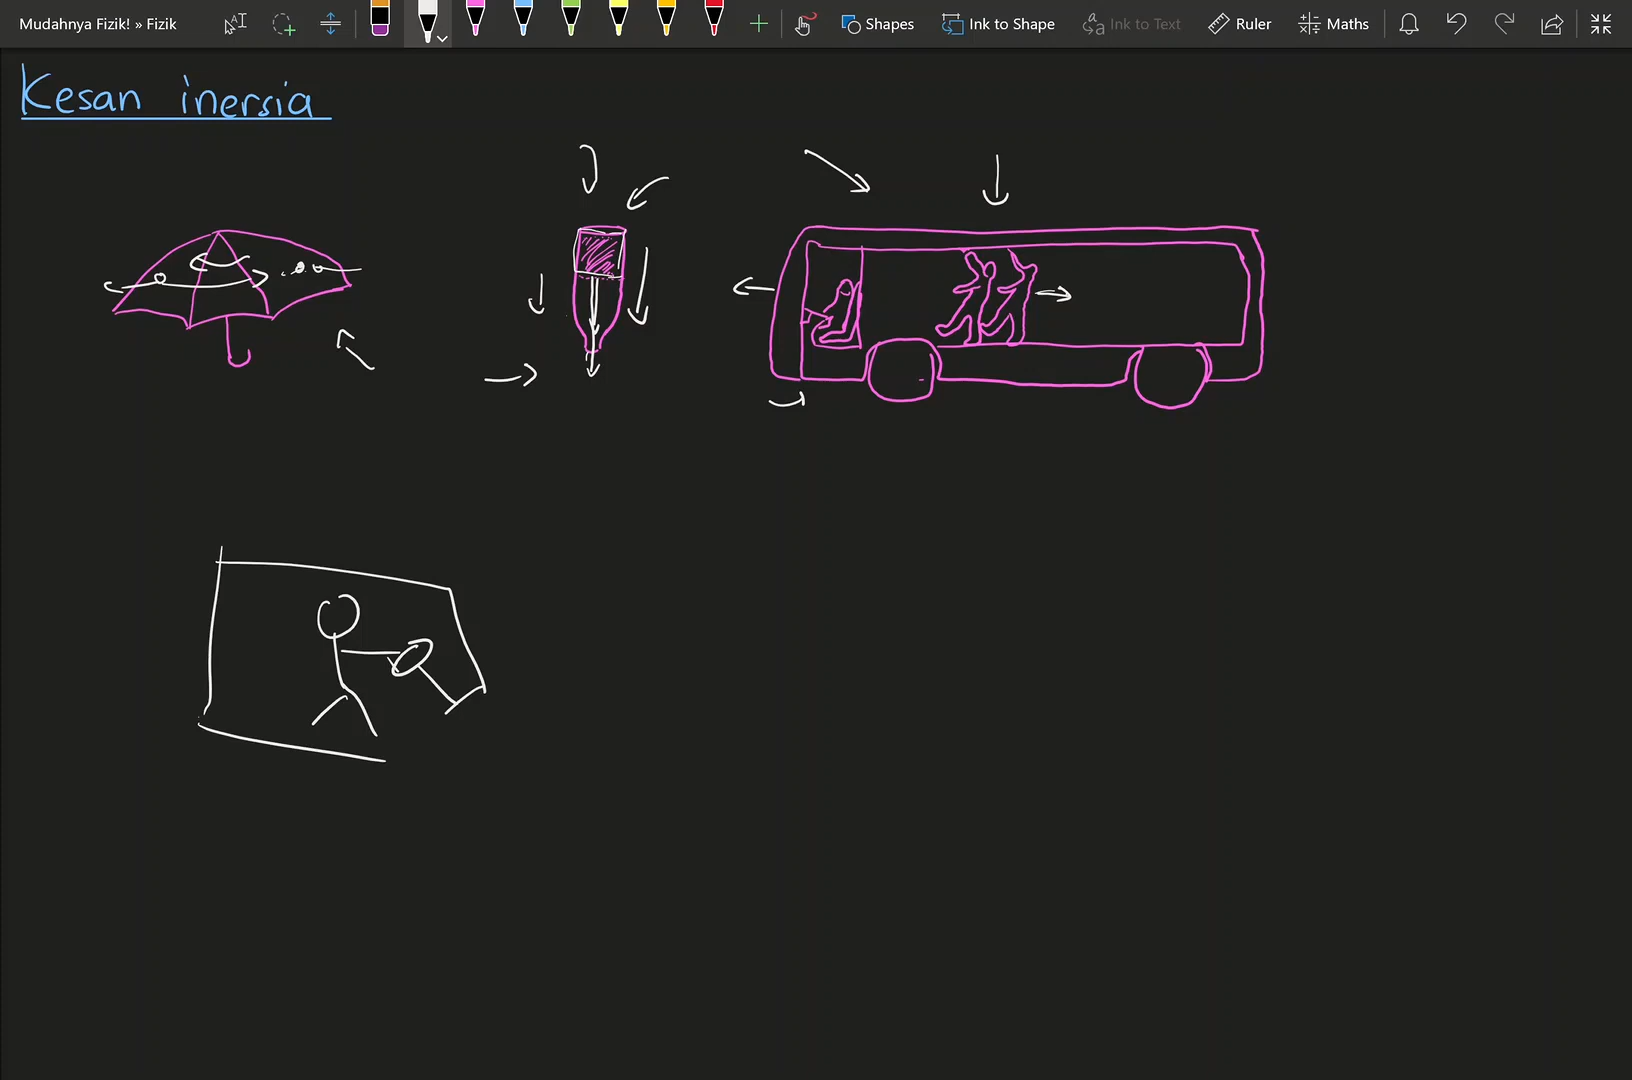 Mudahnya Fizik! » Fizik
Shapes
Ink to Shape
Ink to Text
Ruler
Maths
Kesan inersia